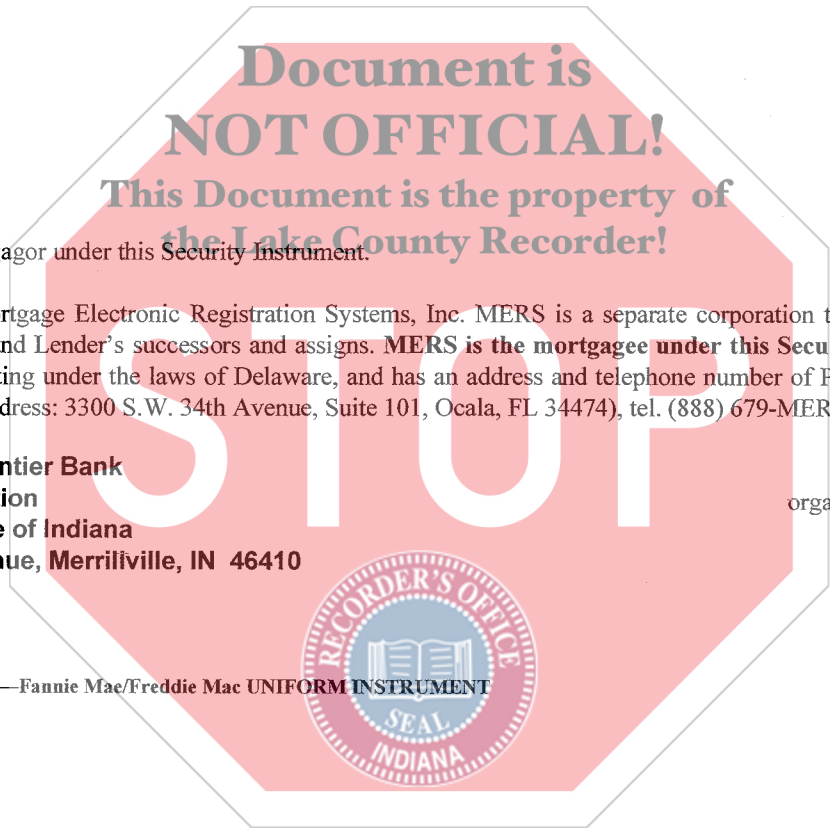 Document is
NOT OFFICIAL!
This Document is the property of
the Lake County Recorder!
agor under this Security Instrument.
rtgage Electronic Registration Systems, Inc. MERS is a separate corporation t
nd Lender's successors and assigns. MERS is the mortgagee under this Secu
ting under the laws of Delaware, and has an address and telephone number of P
dress: 3300 S.W. 34th Avenue, Suite 101, Ocala, FL 34474), tel. (888) 679-MER
STOP
ntier Bank
ion
orga
e of Indiana
nue, Merrillville, IN 46410
RECORDER'S OFFICE
—Fannie Mae/Freddie Mac UNIFORM INSTRUMENT
SEAL
INDIANA